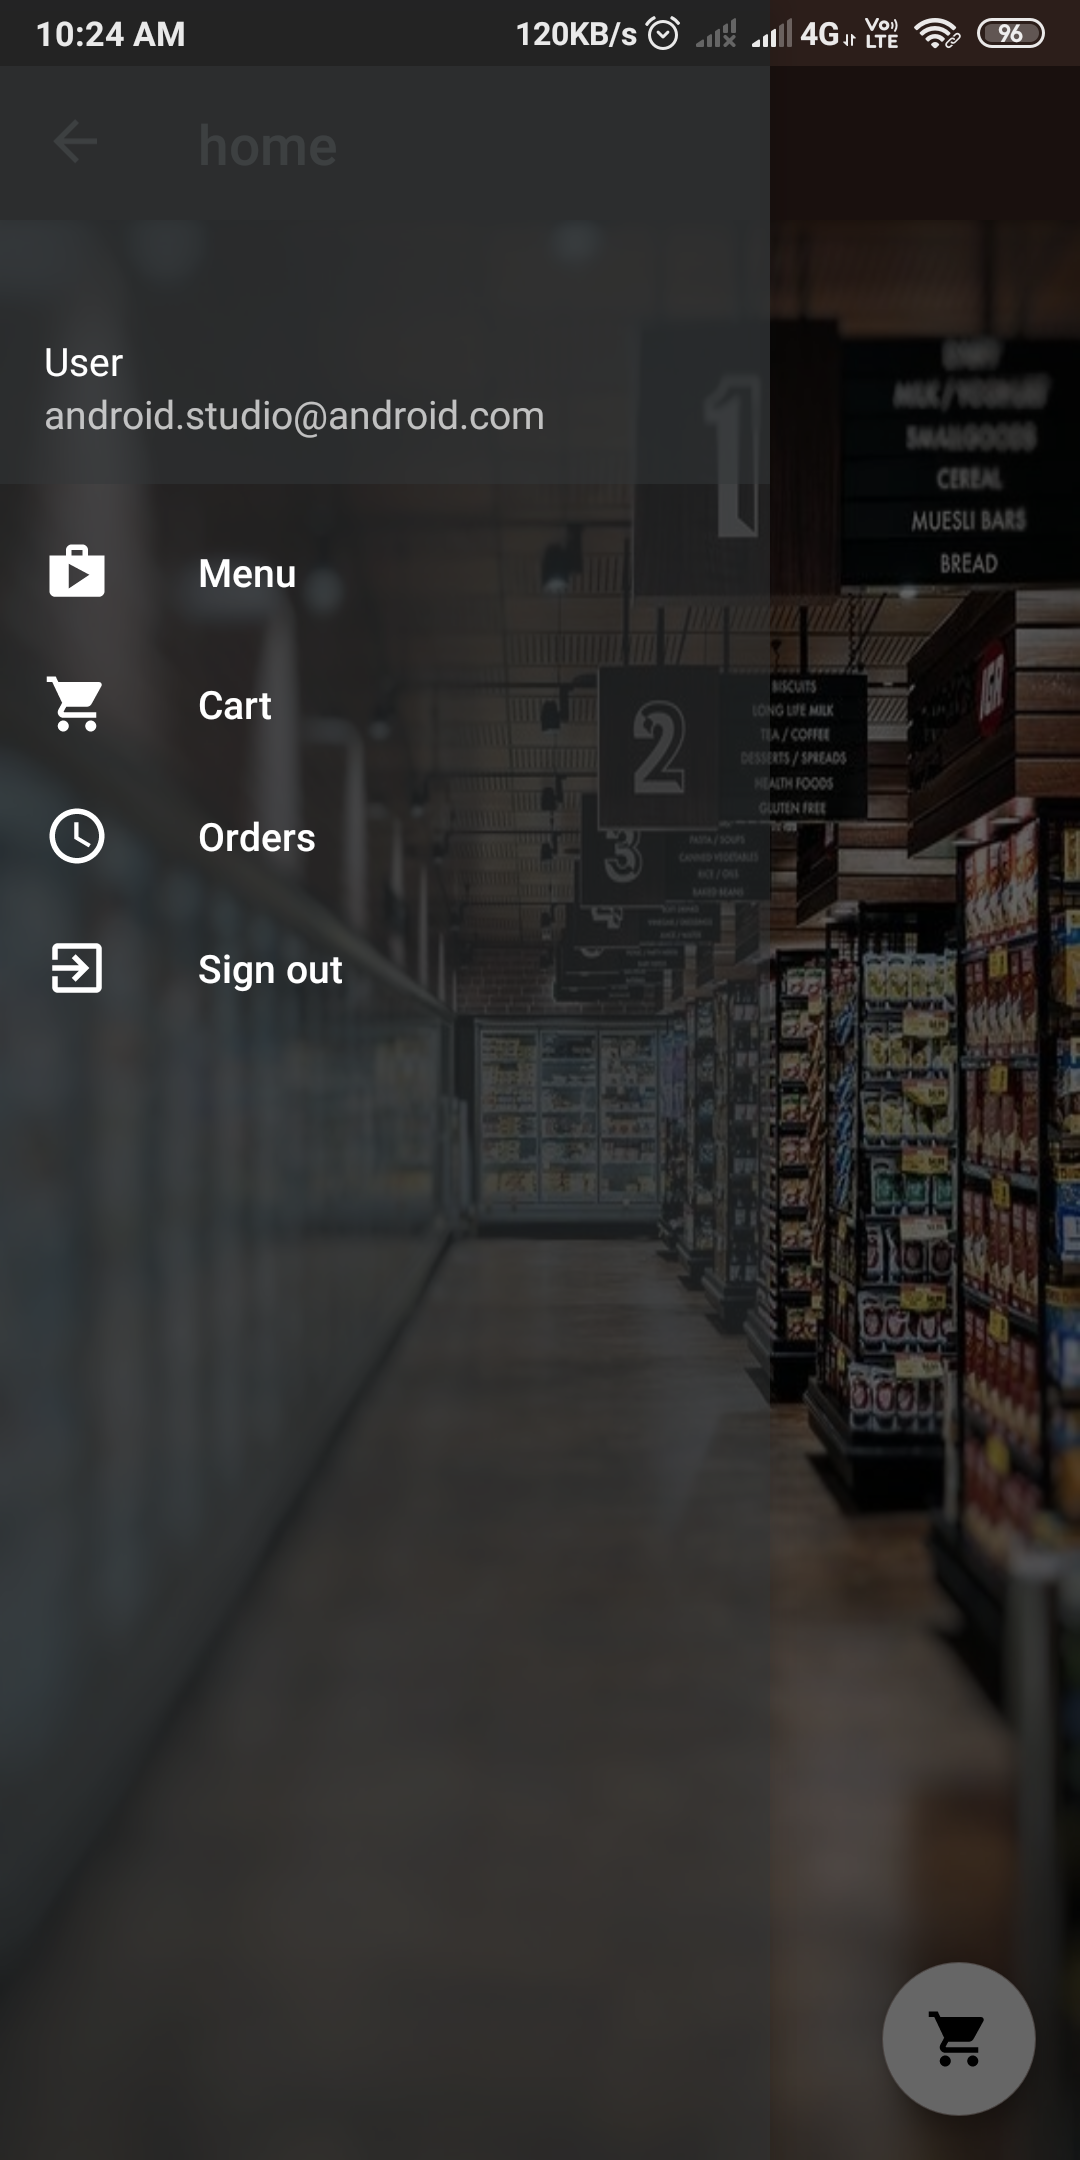 10:24 AM
120KB/s
4G
Vo))
LTE
96
home
User
android.studio@android.com
Menu
Cart
Orders
Sign out
1
MILK / YOGHURT
SMALLGOODS
CEREAL
MUESLI BARS
BREAD
2
BISCUITS
LONG LIFE MILK
TEA / COFFEE
DESSERTS / SPREADS
HEALTH FOODS
GLUTEN FREE
IGA
3
PASTA / SOUPS
CANNED VEGETABLES
RICE / OILS
BAKED BEANS
4